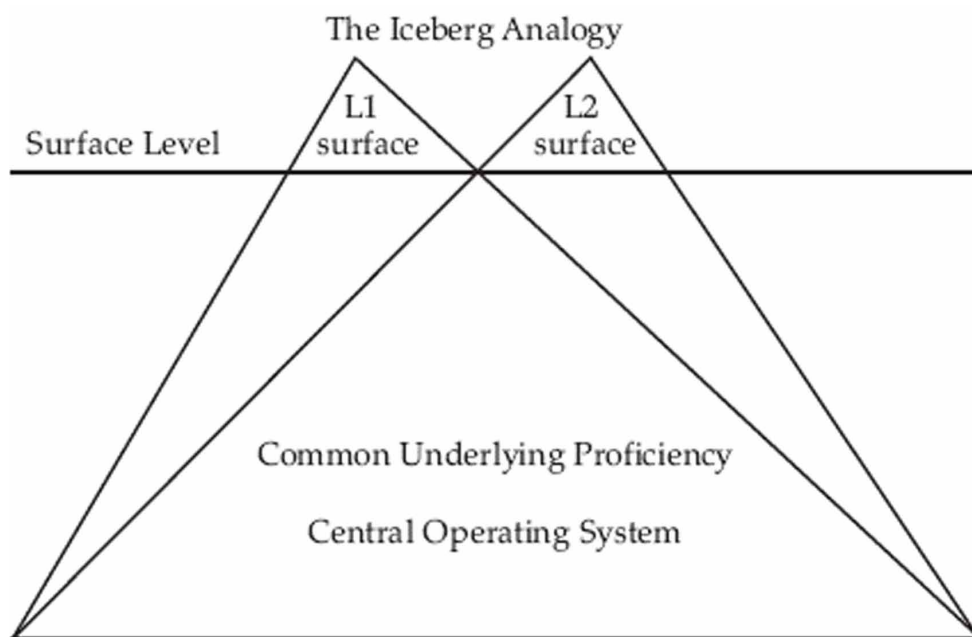 The Iceberg Analogy
L1
surface
L2
surface
Surface Level
Common Underlying Proficiency
Central Operating System